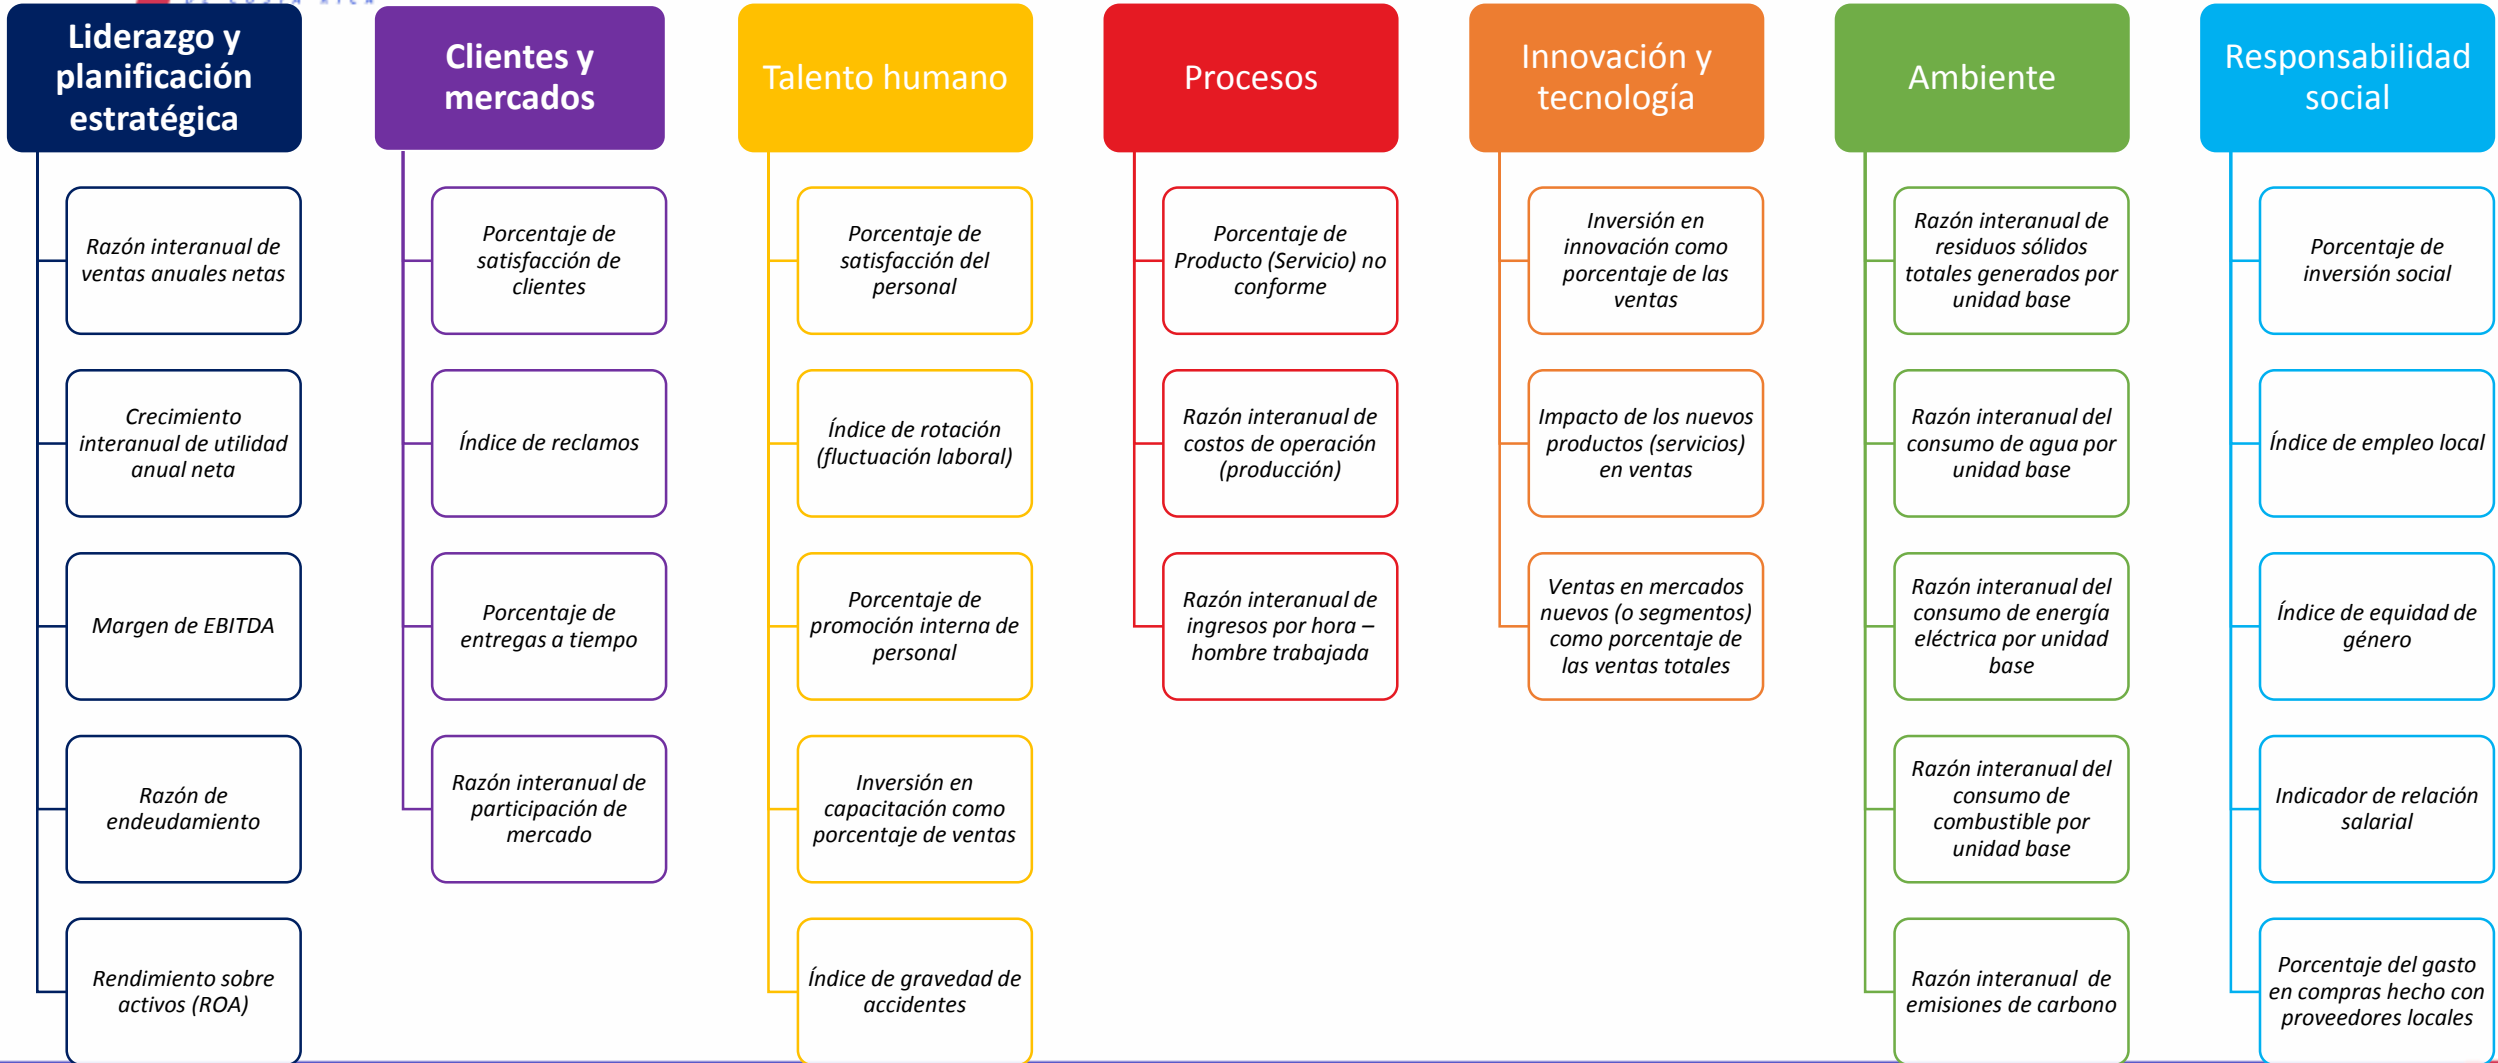 DE COSTA RICA
Liderazgo y
planificación
estratégica
Razón interanual de
ventas anuales netas
Crecimiento
interanual de utilidad
anual neta
Margen de EBITDA
Razón de
endeudamiento
Rendimiento sobre
activos (ROA)
Clientes y
mercados
Porcentaje de
satisfacción de
clientes
Índice de reclamos
Porcentaje de
entregas a tiempo
Razón interanual de
participación de
mercado
Talento humano
Porcentaje de
satisfacción del
personal
Índice de rotación
(fluctuación laboral)
Porcentaje de
promoción interna de
personal
Inversión en
capacitación como
porcentaje de ventas
Índice de gravedad de
accidentes
Procesos
Porcentaje de
Producto (Servicio) no
conforme
Razón interanual de
costos de operación
(producción)
Razón interanual de
ingresos por hora –
hombre trabajada
Innovación y
tecnología
Inversión en
innovación como
porcentaje de las
ventas
Impacto de los nuevos
productos (servicios)
en ventas
Ventas en mercados
nuevos (o segmentos)
como porcentaje de
las ventas totales
Ambiente
Razón interanual de
residuos sólidos
totales generados por
unidad base
Razón interanual del
consumo de agua por
unidad base
Razón interanual del
consumo de energía
eléctrica por unidad
base
Razón interanual del
consumo de
combustible por
unidad base
Razón interanual de
emisiones de carbono
Responsabilidad
social
Porcentaje de
inversión social
Índice de empleo local
Índice de equidad de
género
Indicador de relación
salarial
Porcentaje del gasto
en compras hecho con
proveedores locales